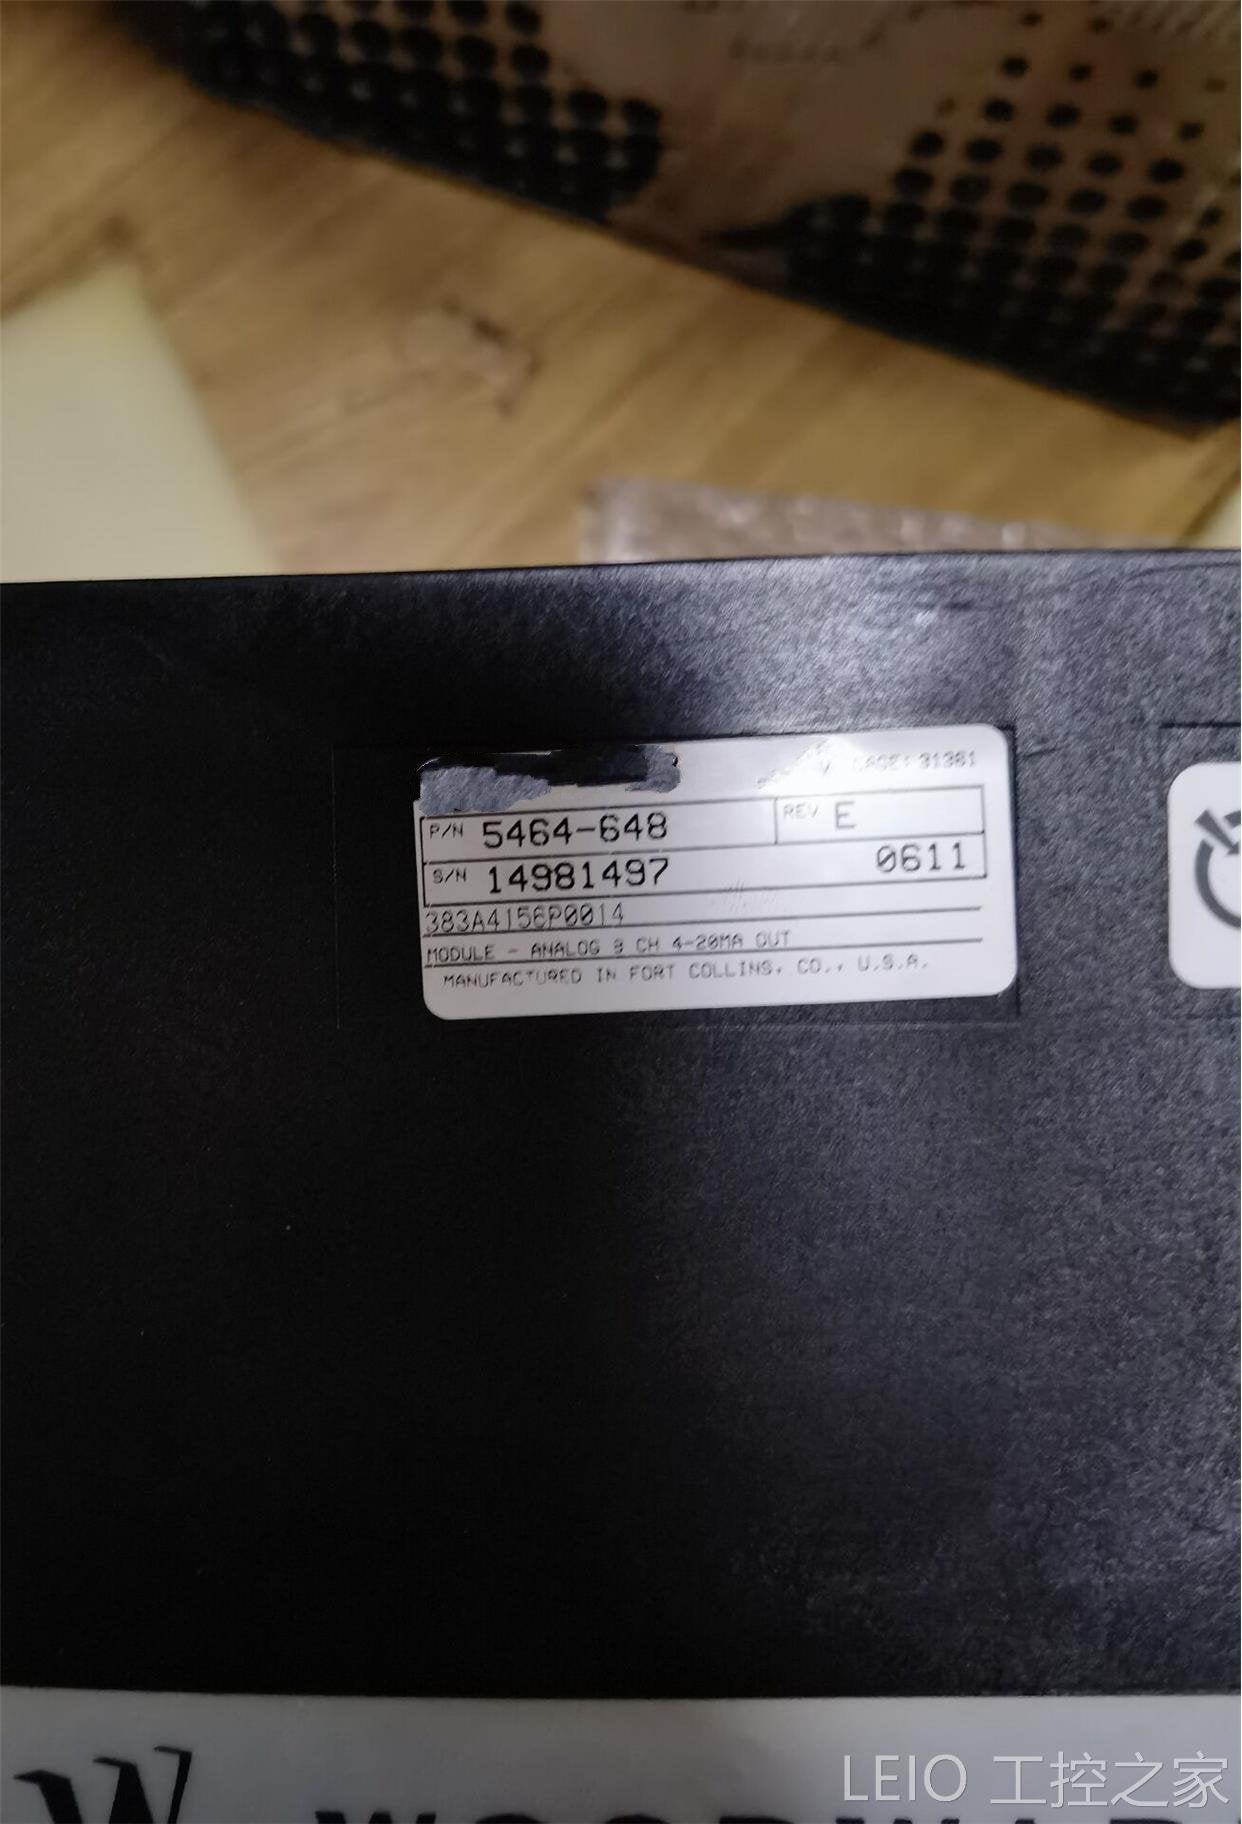 CAGE: 31361
P/N 5464-648 REV E
S/N 14981497 0611
383A4156P0014
MODULE - ANALOG 8 CH 4-20MA OUT
MANUFACTURED IN FORT COLLINS, CO., U.S.A.
LEIO 工控之家
W